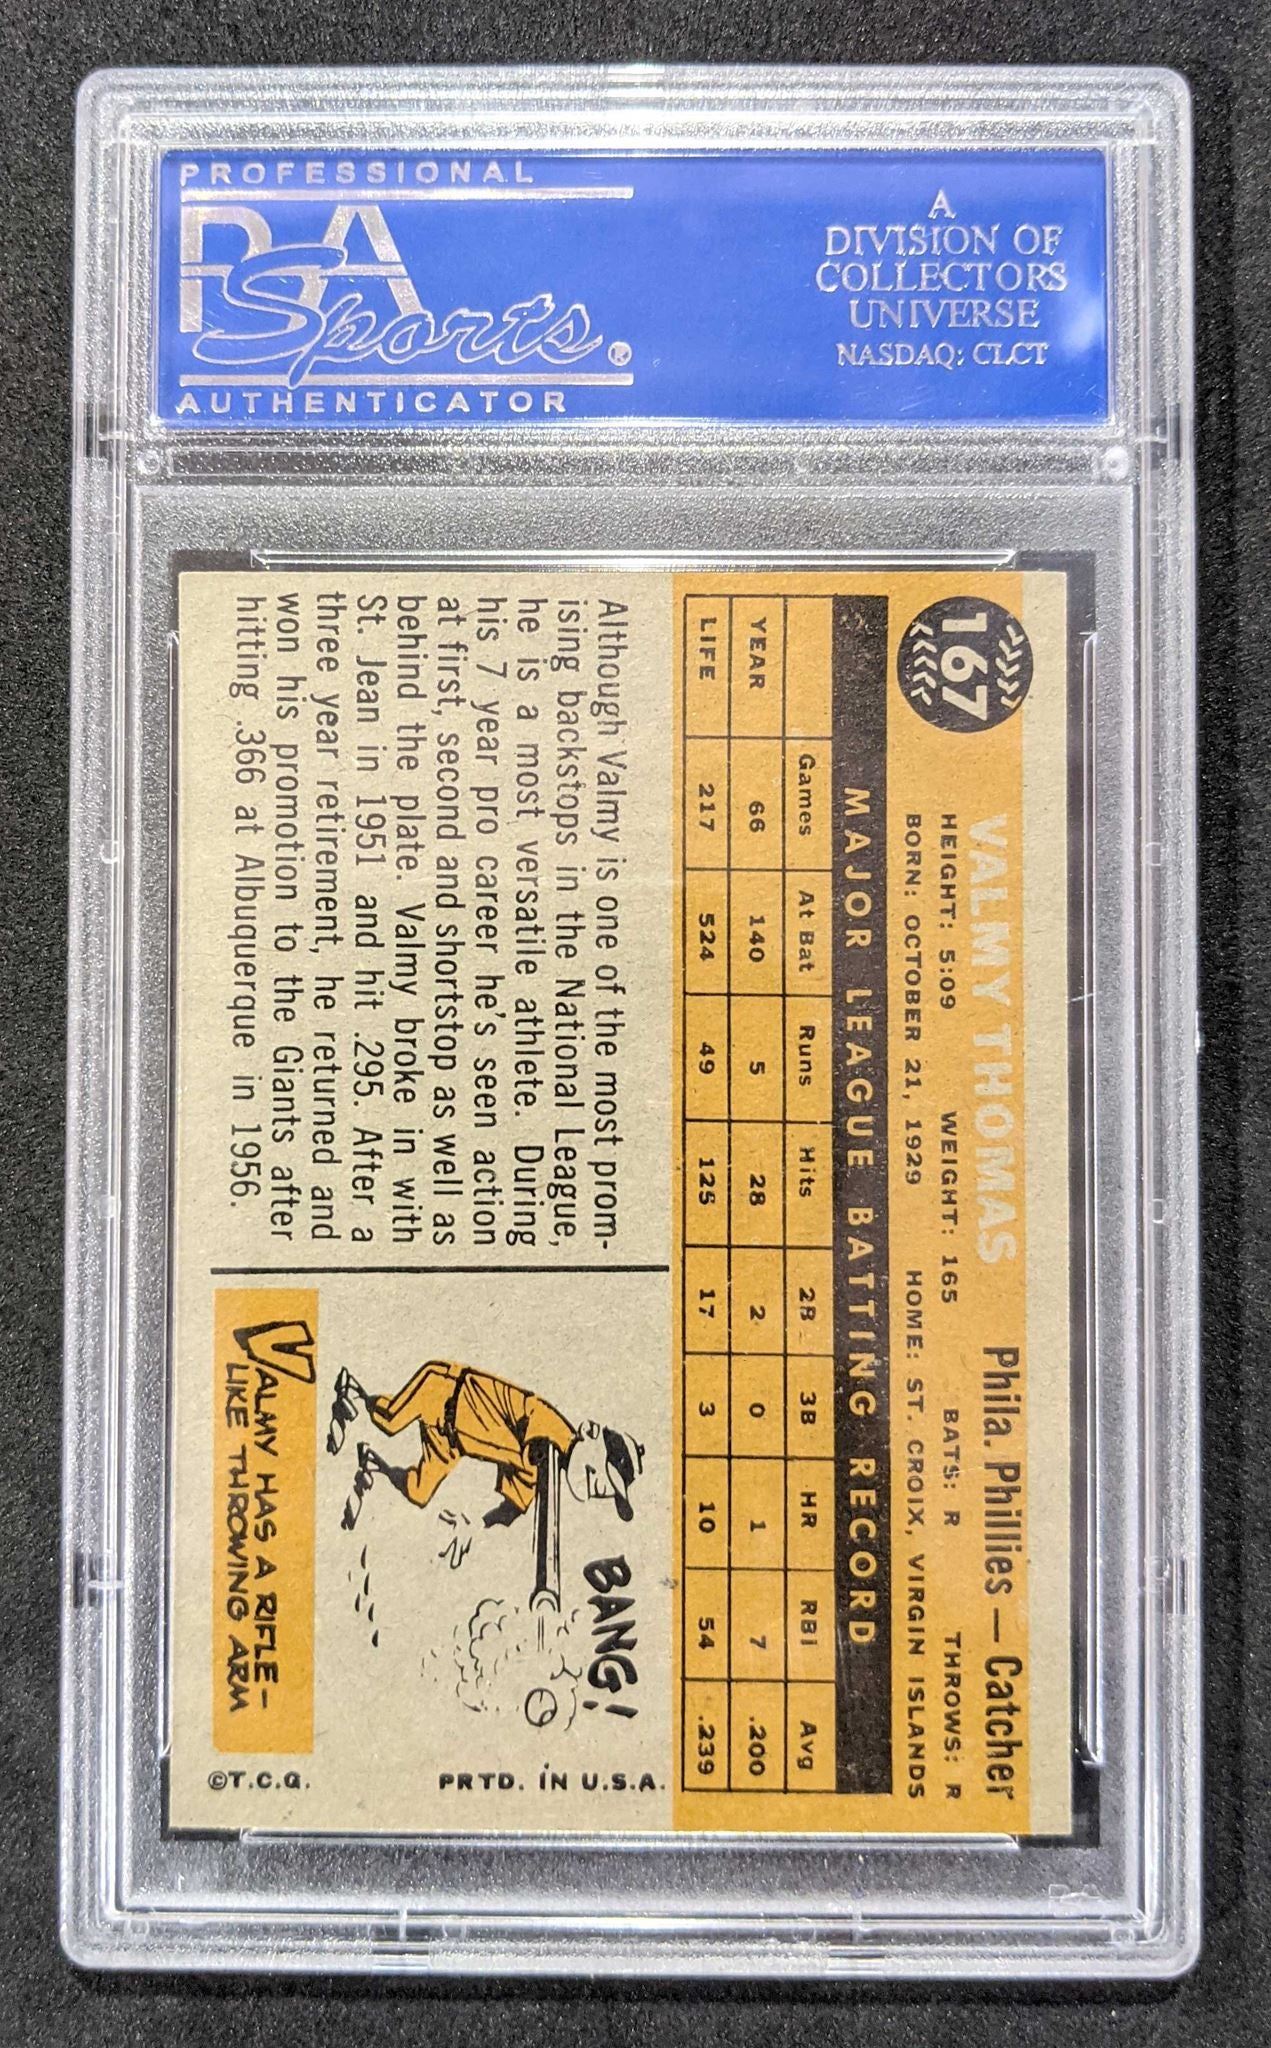 PROFESSIONAL
PSA
Sports®
AUTHENTICATOR
A
DIVISION OF
COLLECTORS
UNIVERSE
NASDAQ: CLCT
167
VALMY THOMAS Phila. Phillies—Catcher
HEIGHT: 5:09 WEIGHT: 165 BATS: R THROWS: R
BORN: OCTOBER 21, 1929 HOME: ST. CROIX, VIRGIN ISLANDS
MAJOR LEAGUE BATTING RECORD
Games At Bat Runs Hits 2B 3B HR RBI Avg
YEAR 66 140 5 28 2 0 1 7 .200
LIFE 217 524 49 125 17 3 10 54 .239
Although Valmy is one of the most prom-
ising backstops in the National League,
he is a most versatile athlete. During
his 7 year pro career he's seen action
at first, second and shortstop as well as
behind the plate. Valmy broke in with
St. Jean in 1951 and hit .295. After a
three year retirement, he returned and
won his promotion to the Giants after
hitting .366 at Albuquerque in 1956.
BANG!
VALMY HAS A RIFLE-
LIKE THROWING ARM
©T.C.G.
PRTD. IN U.S.A.